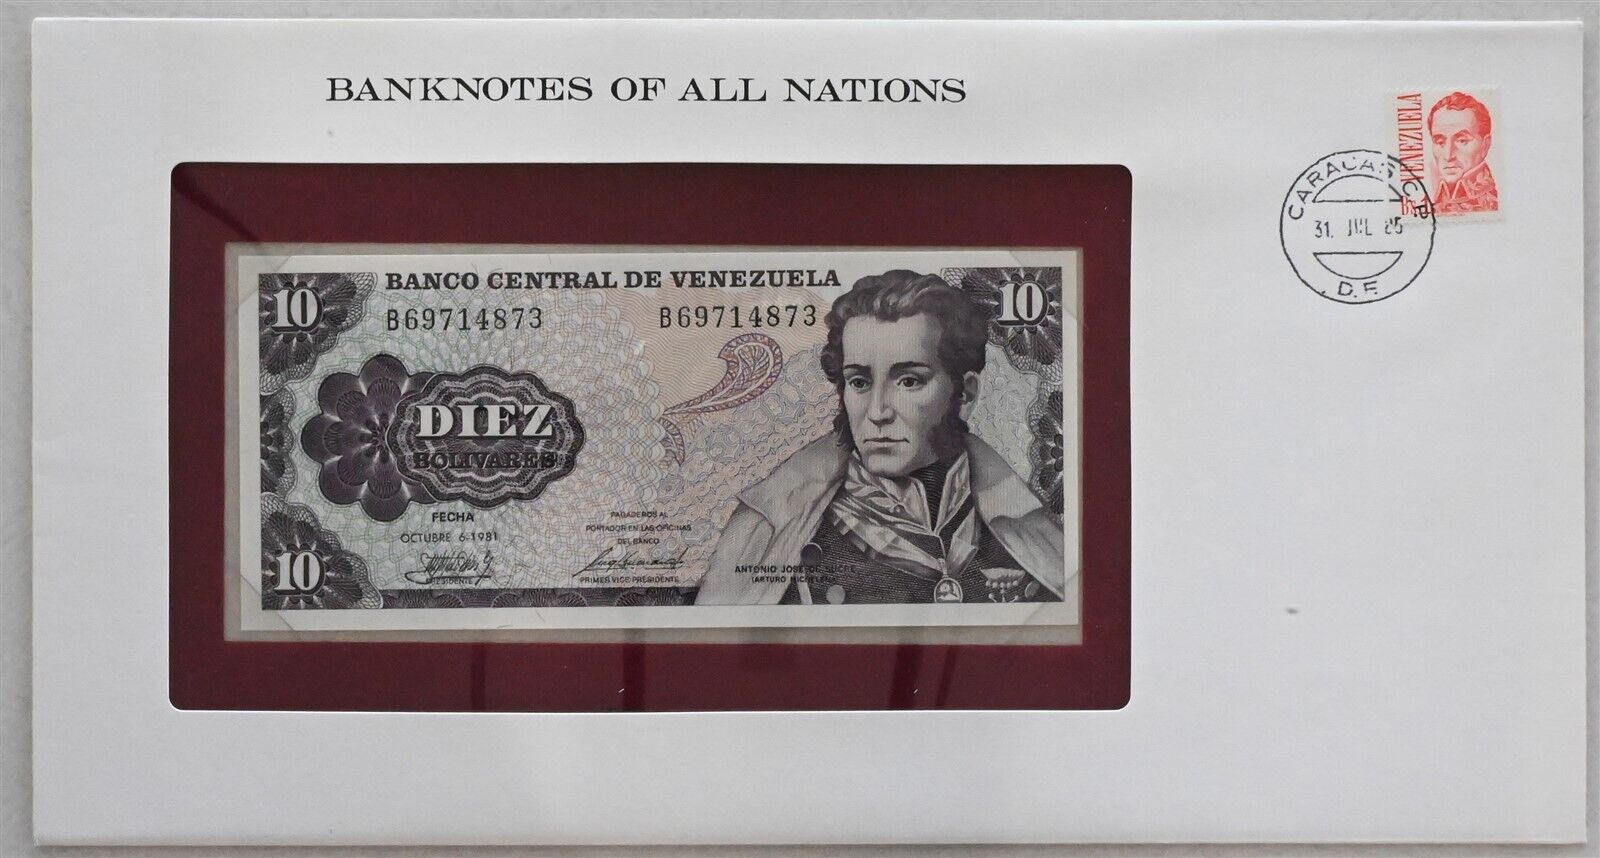 BANKNOTES OF ALL NATIONS
VENEZUELA
Bs. 1
CARACAS C.P.
31. JUL 85
D.F.
10
BANCO CENTRAL DE VENEZUELA
10
B69714873
B69714873
DIEZ
BOLIVARES
FECHA
OCTUBRE 6-1981
PAGADEROS AL
PORTADOR EN LAS OFICINAS
DEL BANCO
10
PRESIDENTE
PRIMER VICE PRESIDENTE
ANTONIO JOSE DE SUCRE
(ARTURO MICHELENA)